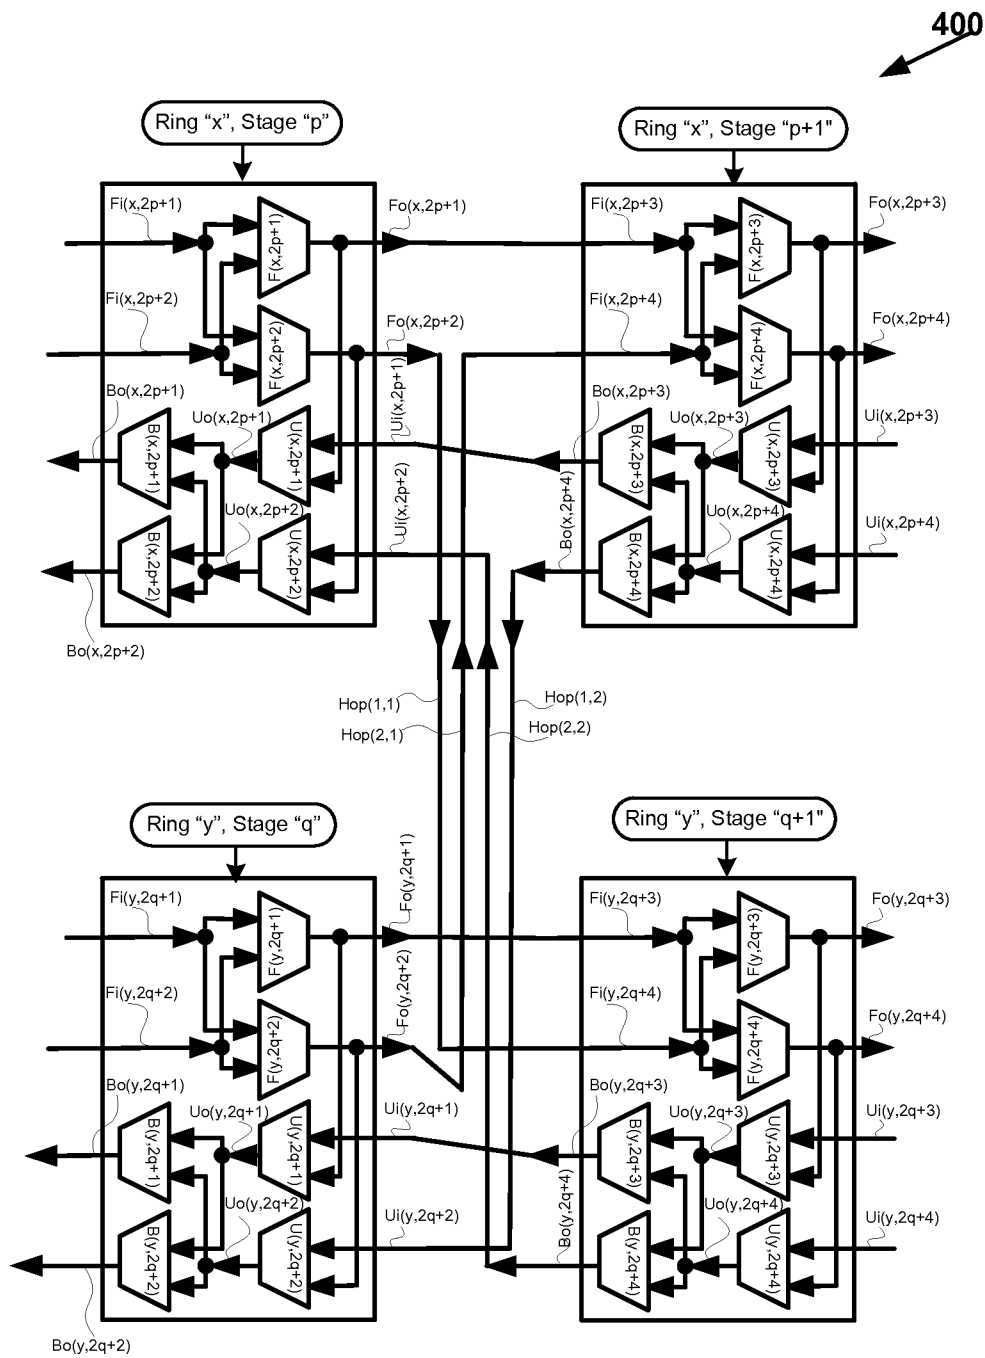 400
Ring “x”, Stage “p”
Ring “x”, Stage “p+1"
Fi(x,2p+1)
Fo(x,2p+1)
Fi(x,2p+3)
Fo(x,2p+3)
F(x,2p+1)
F(x,2p+3)
Fi(x,2p+2)
Fo(x,2p+2)
Fi(x,2p+4)
Fo(x,2p+4)
F(x,2p+2)
F(x,2p+4)
Bo(x,2p+1)
Uo(x,2p+1)
Ui(x,2p+1)
Bo(x,2p+3)
Uo(x,2p+3)
Ui(x,2p+3)
B(x,2p+1)
U(x,2p+1)
B(x,2p+3)
U(x,2p+3)
Uo(x,2p+2)
Ui(x,2p+2)
Bo(x,2p+4)
Uo(x,2p+4)
Ui(x,2p+4)
B(x,2p+2)
U(x,2p+2)
B(x,2p+4)
U(x,2p+4)
Bo(x,2p+2)
Hop(1,1)
Hop(1,2)
Hop(2,1)
Hop(2,2)
Ring “y”, Stage “q”
Ring “y”, Stage “q+1"
Fi(y,2q+1)
Fo(y,2q+1)
Fi(y,2q+3)
Fo(y,2q+3)
F(y,2q+1)
F(y,2q+3)
Fi(y,2q+2)
Fo(y,2q+2)
Fi(y,2q+4)
Fo(y,2q+4)
F(y,2q+2)
F(y,2q+4)
Bo(y,2q+1)
Uo(y,2q+1)
Ui(y,2q+1)
Bo(y,2q+3)
Uo(y,2q+3)
Ui(y,2q+3)
B(y,2q+1)
U(y,2q+1)
B(y,2q+3)
U(y,2q+3)
Uo(y,2q+2)
Ui(y,2q+2)
Bo(y,2q+4)
Uo(y,2q+4)
Ui(y,2q+4)
B(y,2q+2)
U(y,2q+2)
B(y,2q+4)
U(y,2q+4)
Bo(y,2q+2)